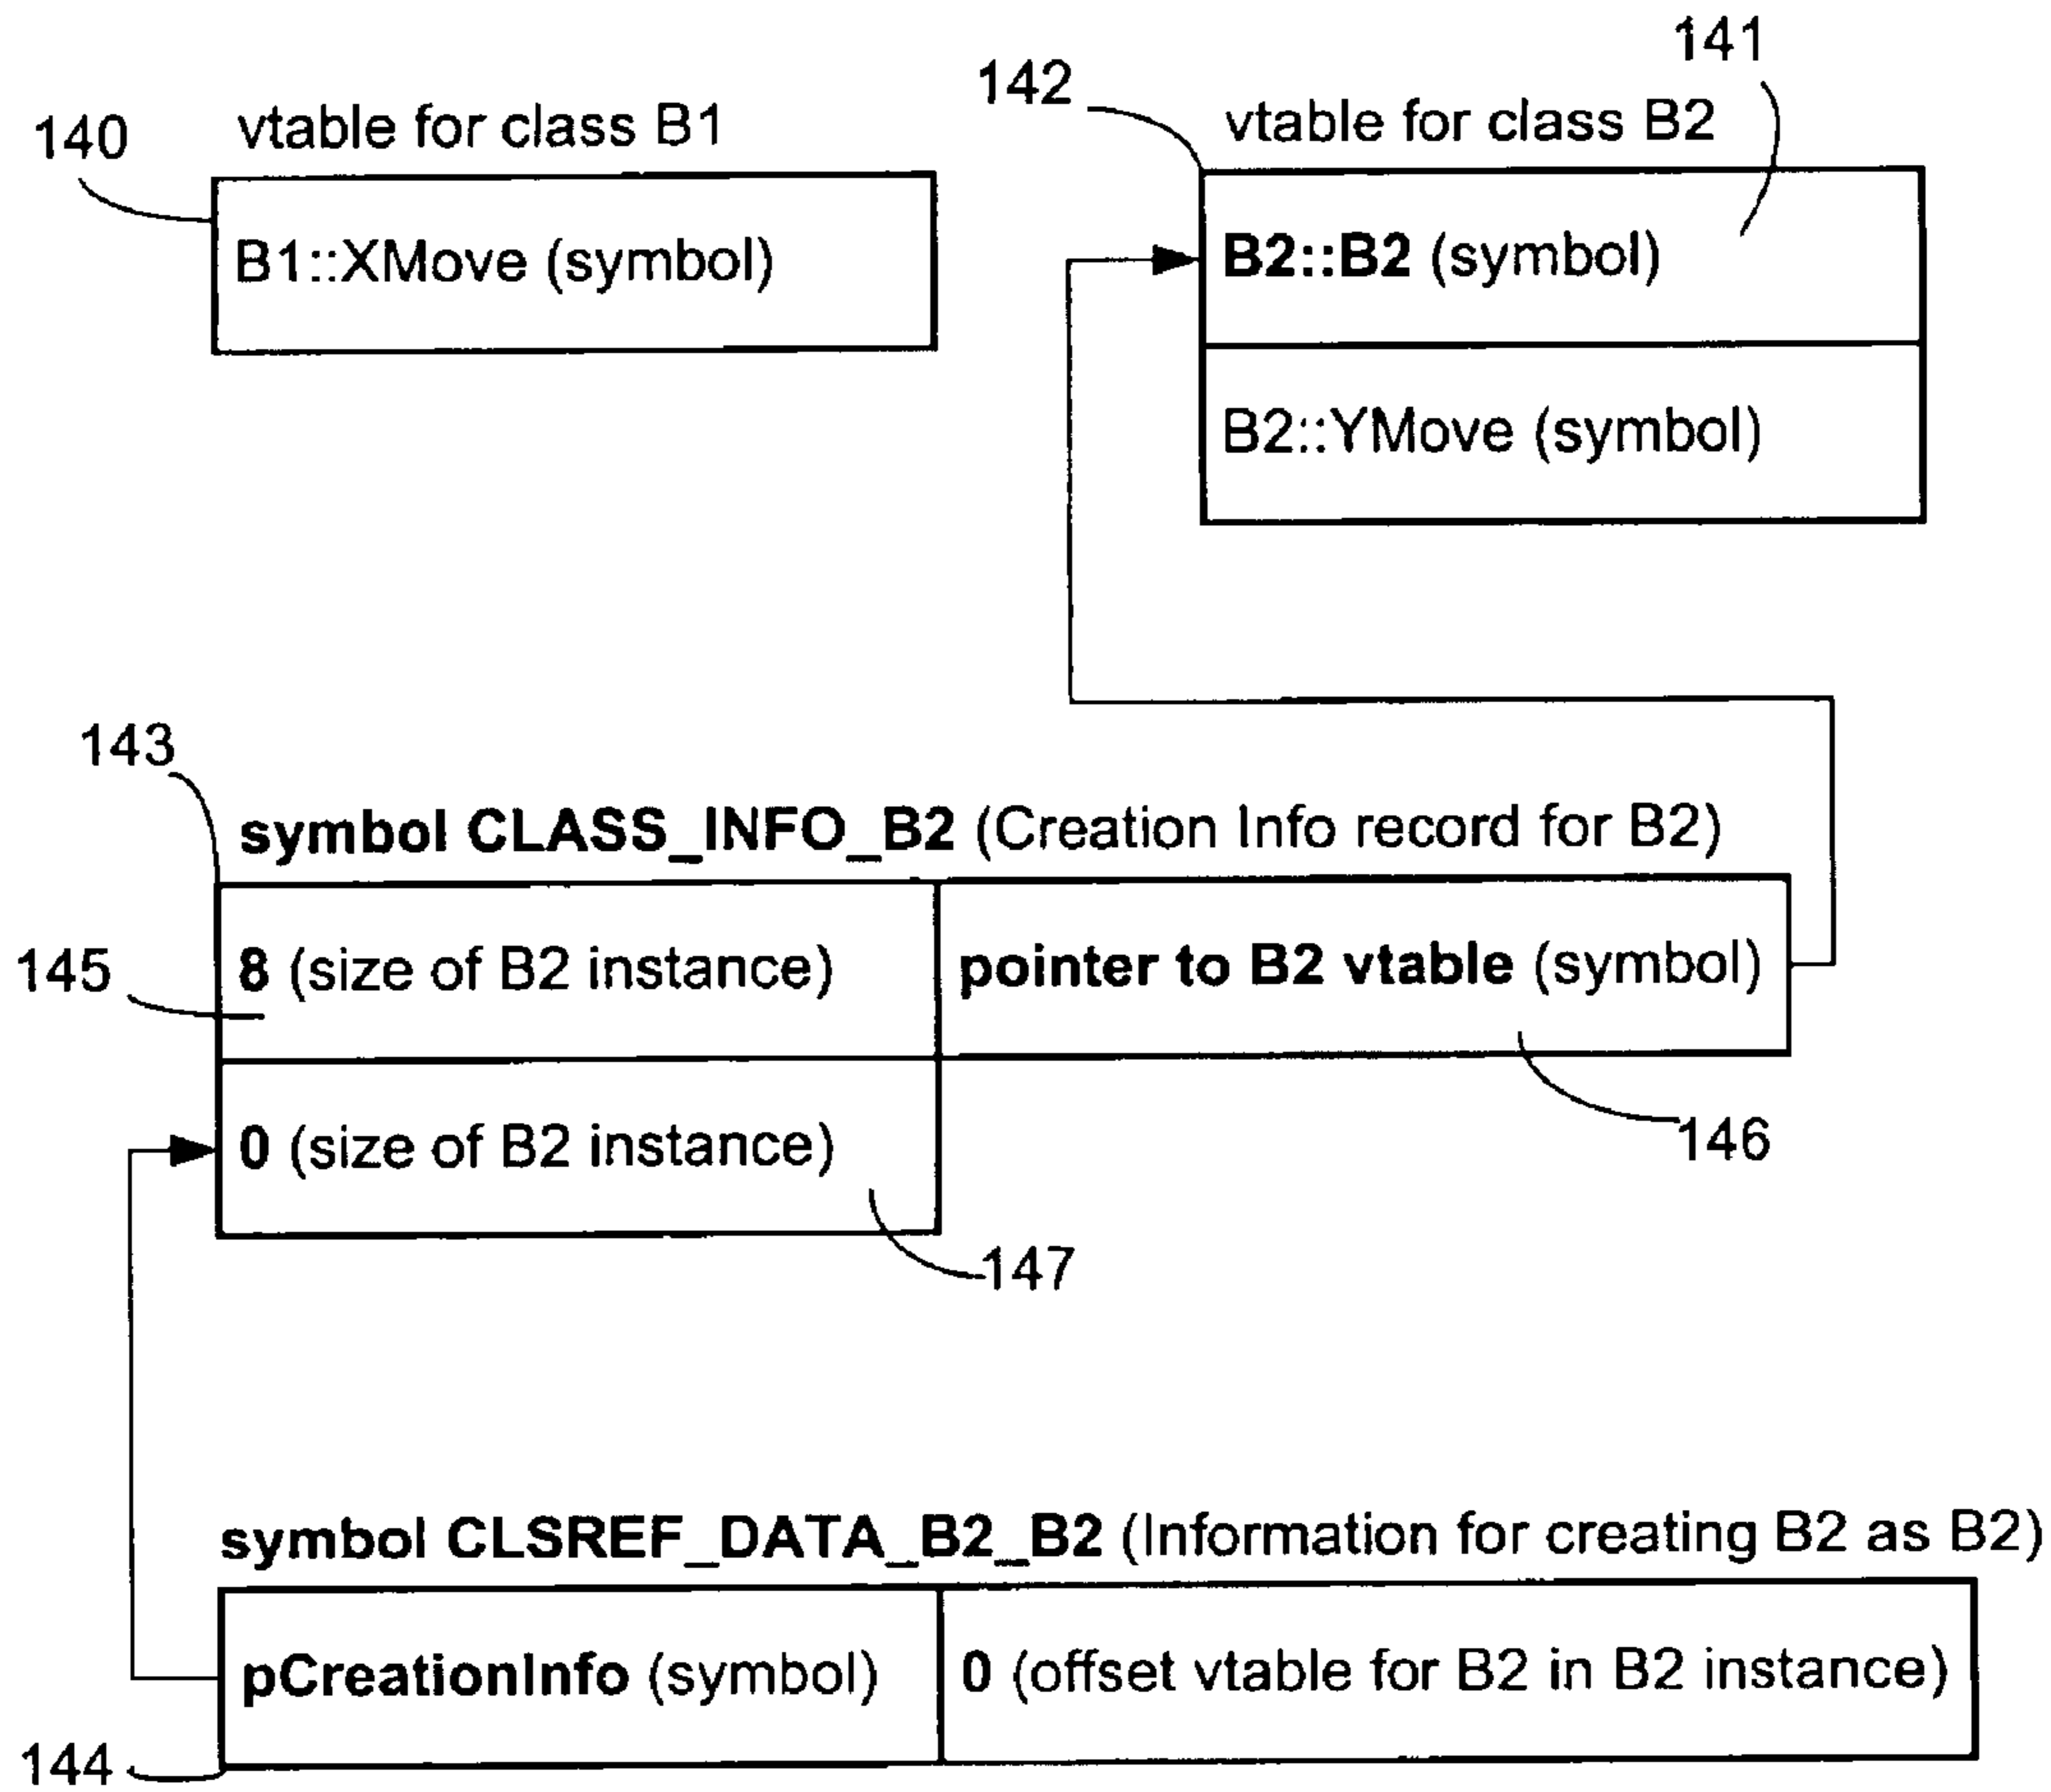 141
142
vtable for class B1
vtable for class B2
140
B1::XMove (symbol)
B2::B2 (symbol)
B2::YMove (symbol)
143
symbol CLASS_INFO_B2 (Creation Info record for B2)
145
8 (size of B2 instance)
pointer to B2 vtable (symbol)
0 (size of B2 instance)
146
147
symbol CLSREF_DATA_B2_B2 (Information for creating B2 as B2)
pCreationInfo (symbol)
0 (offset vtable for B2 in B2 instance)
144